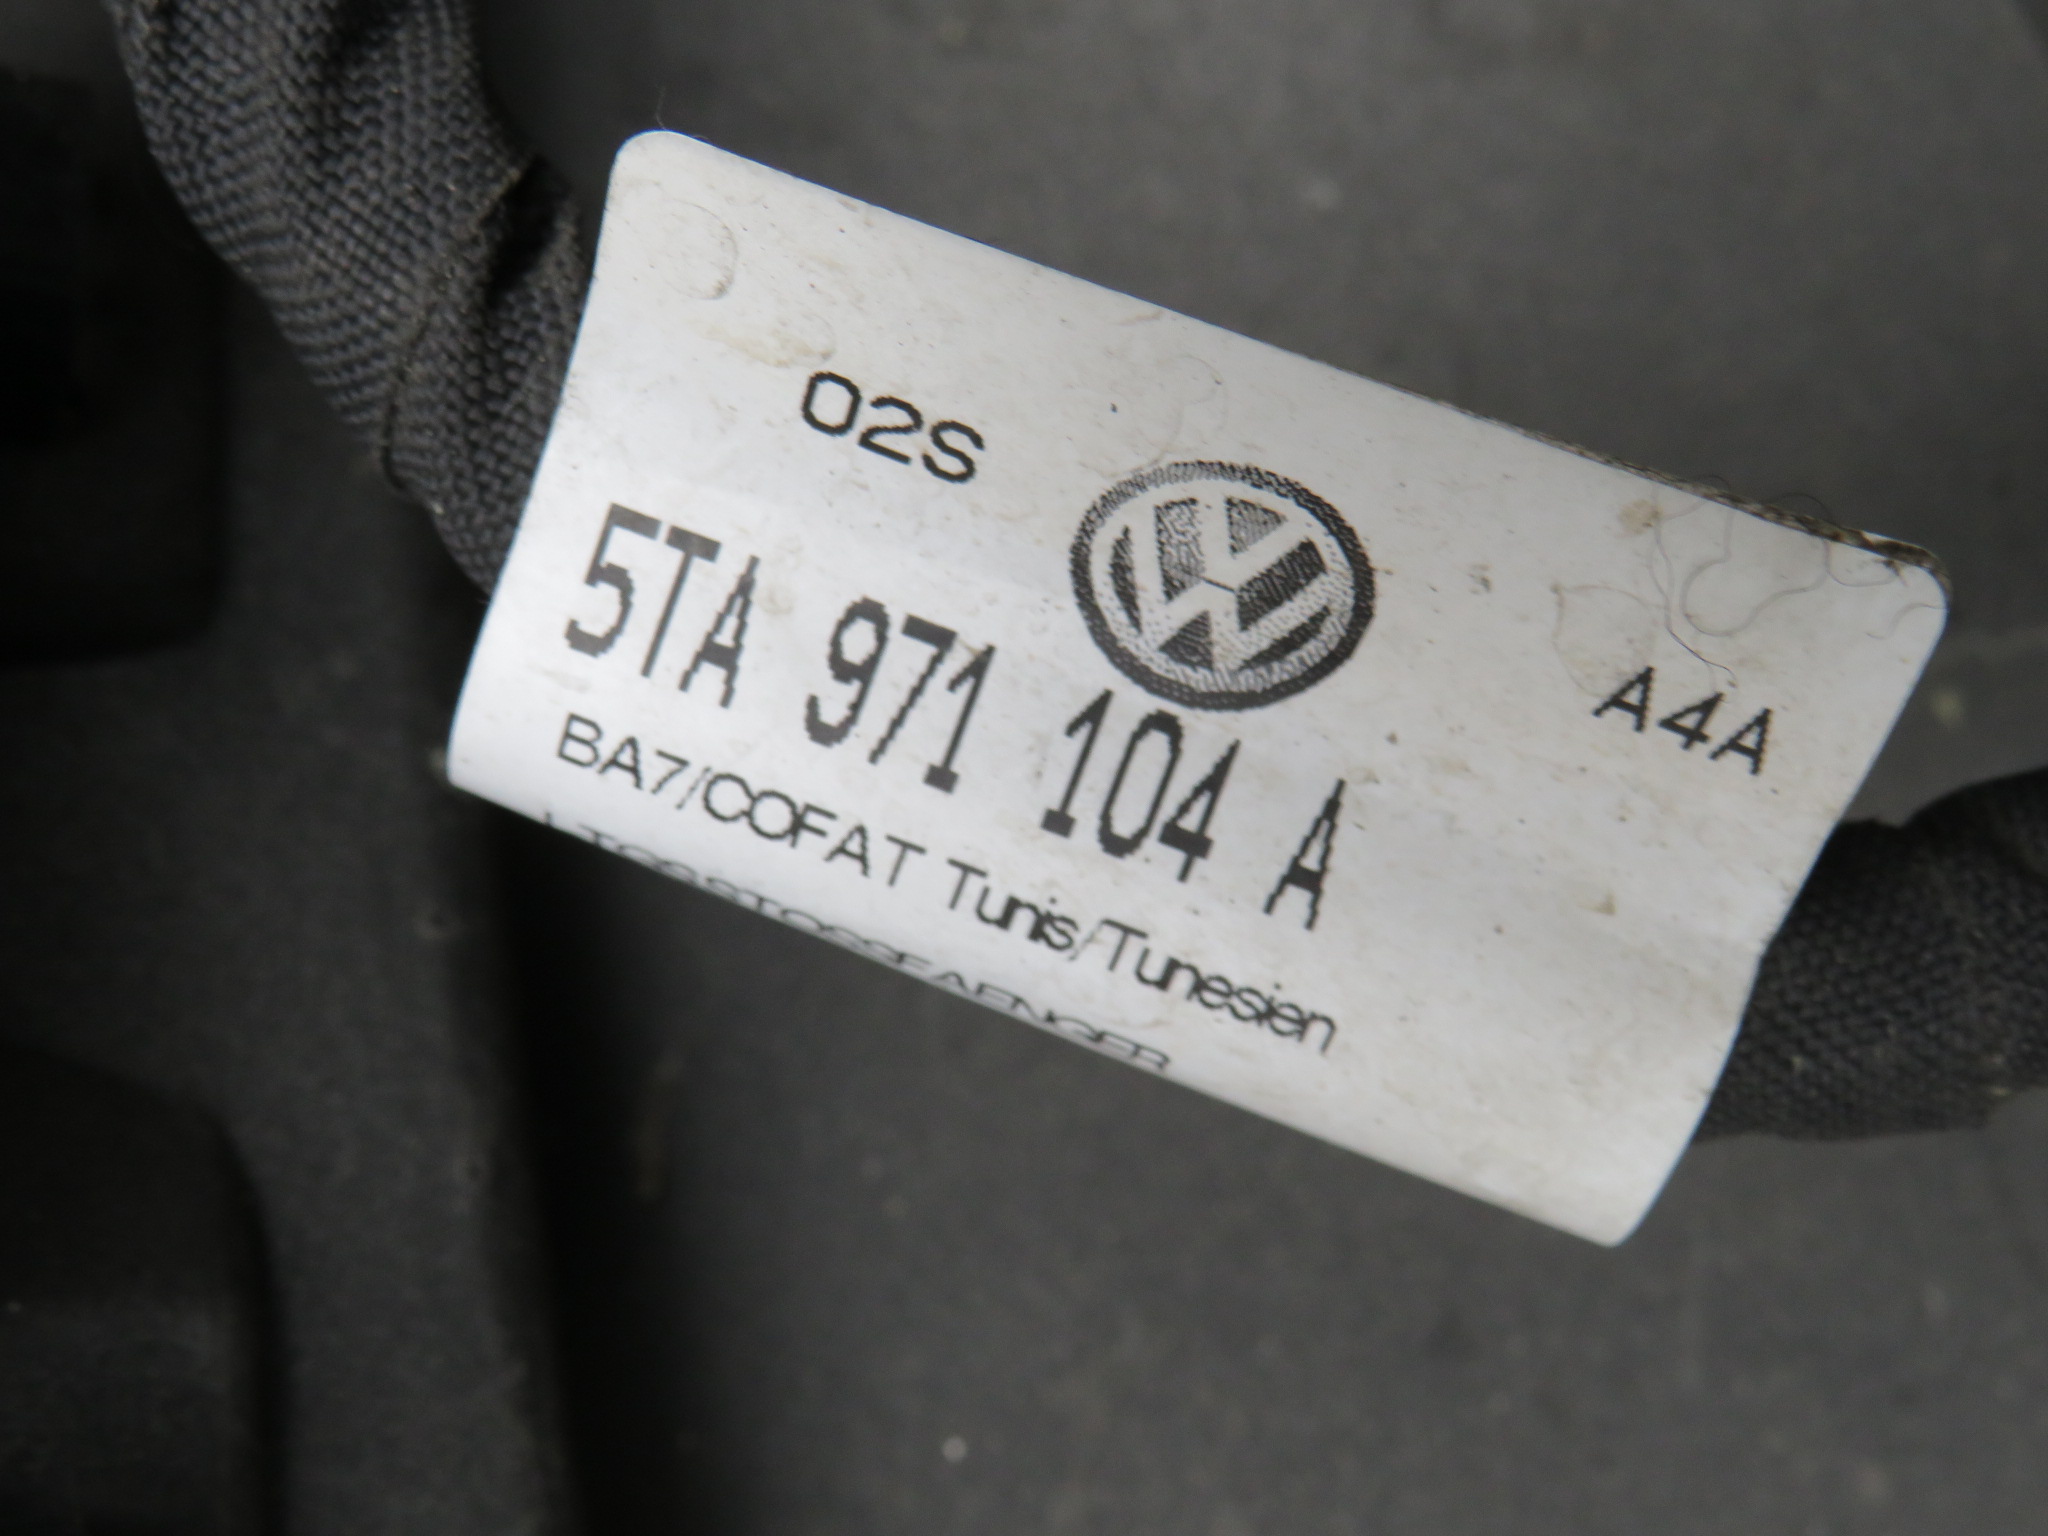 02S
A4A
5TA 971 104 A
BA7/COFAT Tunis/Tunesien